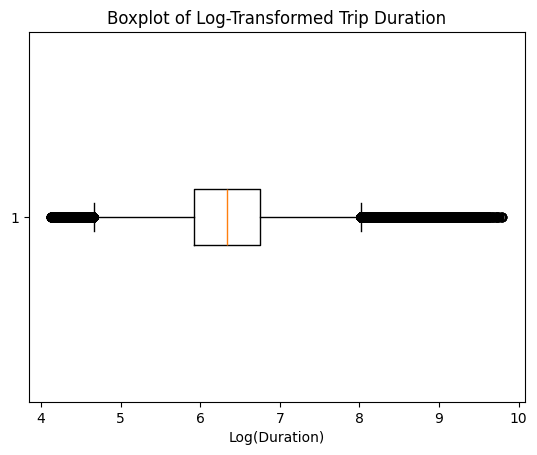 Boxplot of Log-Transformed Trip Duration
1
4 5 6 7 8 9 10
Log(Duration)